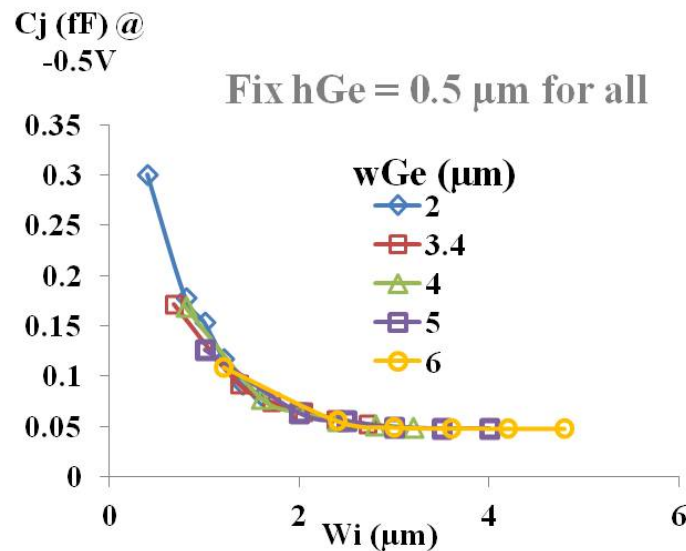 Cj (fF) @
-0.5V
Fix hGe = 0.5 μm for all
0.35
0.3
0.25
0.2
0.15
0.1
0.05
0
wGe (μm)
2
3.4
4
5
6
0 2 4 6
Wi (μm)